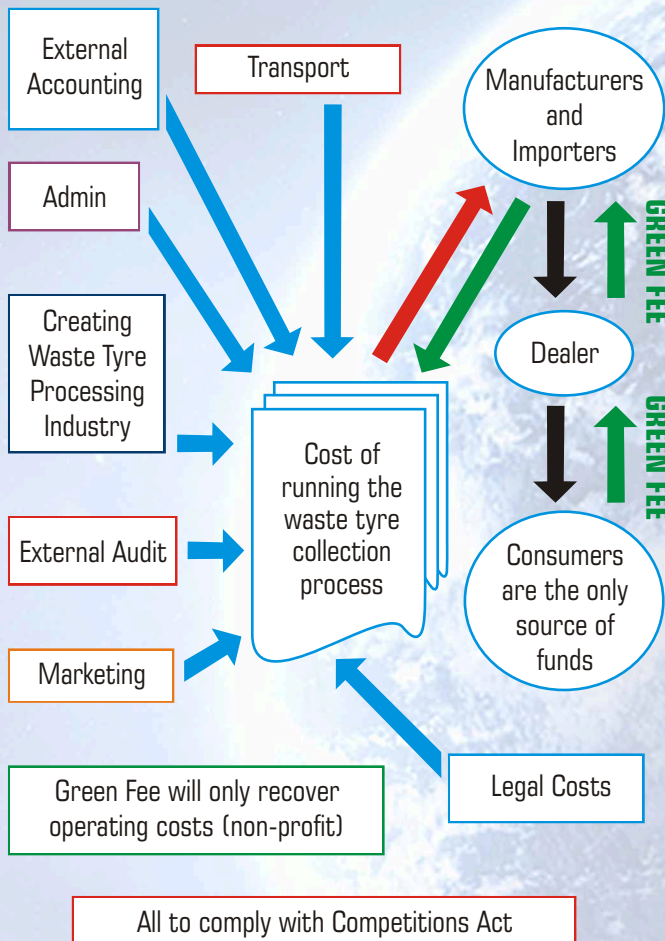 External
Accounting
Transport
Manufacturers
and
Importers
Admin
GREEN FEE
Creating
Waste Tyre
Processing
Industry
Dealer
GREEN FEE
Cost of
running the
waste tyre
collection
process
External Audit
Consumers
are the only
source of
funds
Marketing
Legal Costs
Green Fee will only recover
operating costs (non-profit)
All to comply with Competitions Act